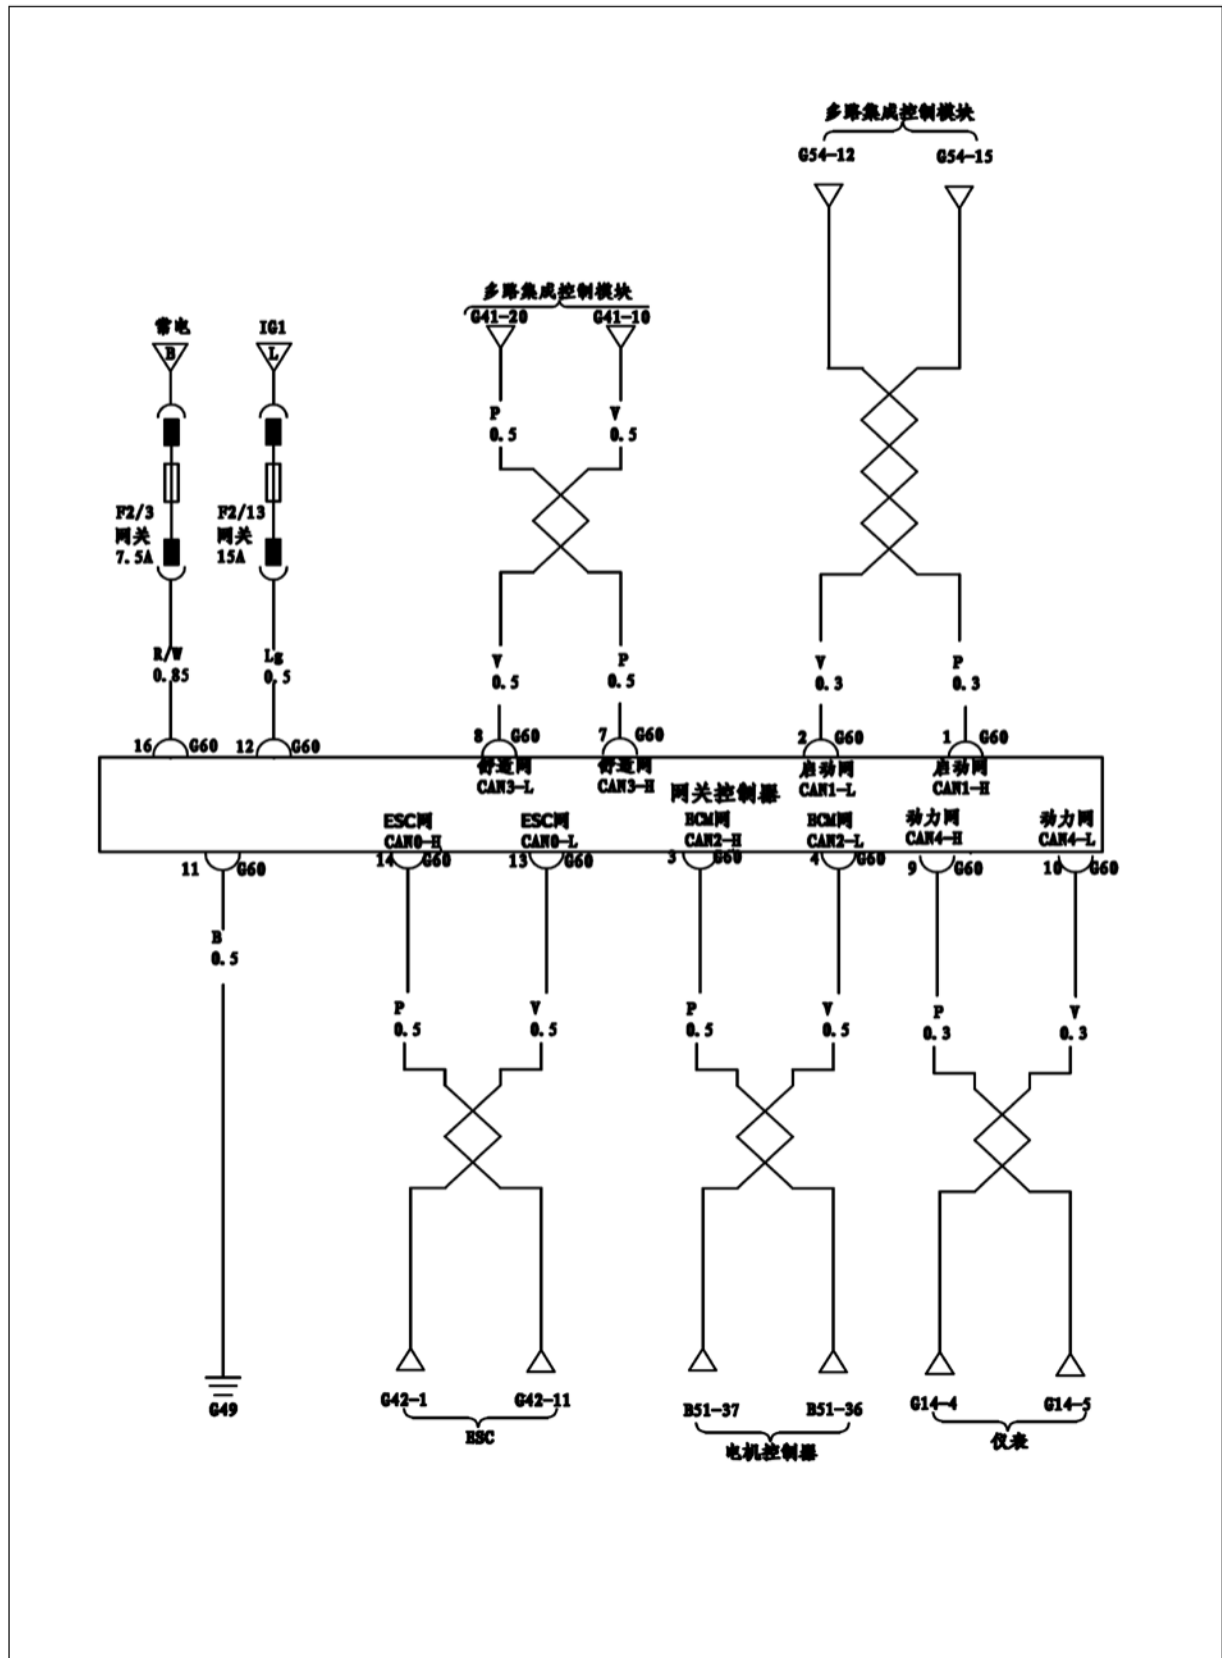 多路集成控制模块
G54-12
G54-15
多路集成控制模块
G41-20
G41-10
常电
IG1
B
L
P
0.5
V
0.5
F2/3
网关
7.5A
F2/13
网关
15A
R/W
0.85
Lg
0.5
V
0.5
P
0.5
V
0.3
P
0.3
16
G60
12
G60
8
G60
7
G60
2
G60
1
G60
舒适网
CAN3-L
舒适网
CAN3-H
网关控制器
启动网
CAN1-L
启动网
CAN1-H
ESC网
CAN0-H
ESC网
CAN0-L
BCM网
CAN2-H
BCM网
CAN2-L
动力网
CAN4-H
动力网
CAN4-L
11
G60
14
G60
13
G60
3
G60
4
G60
9
G60
10
G60
B
0.5
P
0.5
V
0.5
P
0.5
V
0.5
P
0.3
V
0.3
G49
G42-1
G42-11
ESC
B51-37
B51-36
电机控制器
G14-4
G14-5
仪表